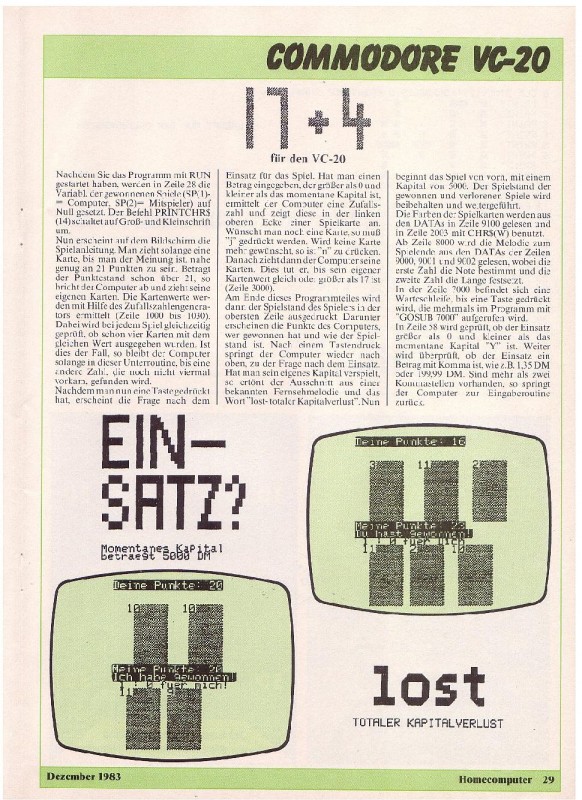 COMMODORE VC-20
17+4
für den VC-20
Nachdem Sie das Programm mit RUN
gestartet haben, werden in Zeile 28 die
Variabl. der gewonnenen Spiele (SP(1)-
= Computer, SP(2)= Mitspieler) auf
Null gesetzt. Der Befehl PRINTCHR$
(14) schaltet auf Groß- und Kleinschrift
um.
Nun erscheint auf dem Bildschirm die
Spielanleitung. Man zieht solange eine
Karte, bis man der Meinung ist, nahe
genug an 21 Punkten zu sein. Beträgt
der Punktestand schon über 21, so
bricht der Computer ab und zieht seine
eigenen Karten. Die Kartenwerte wer-
den mit Hilfe des Zufallszahlengenera-
tors ermittelt (Zeile 1000 bis 1030).
Dabei wird bei jedem Spiel gleichzeitig
geprüft, ob schon vier Karten mit dem
gleichen Wert ausgegeben wurden. Ist
dies der Fall, so bleibt der Computer
solange in dieser Unterroutine, bis eine
andere Zahl, die noch nicht viermal
vorkam, gefunden wird.
Nachdem man nun eine Taste gedrückt
hat, erscheint die Frage nach dem
Einsatz für das Spiel. Hat man einen
Betrag eingegeben, der größer als 0 und
kleiner als das momentane Kapital ist,
ermittelt der Computer eine Zufalls-
zahl und zeigt diese in der linken
oberen Ecke einer Spielkarte an.
Wünscht man noch eine Karte, so muß
"j" gedrückt werden. Wird keine Karte
mehr gewünscht, so ist "n" zu drücken.
Danach zieht dann der Computer seine
Karten. Dies tut er, bis sein eigener
Kartenwert gleich oder größer als 17 ist
(Zeile 3000).
Am Ende dieses Programmteiles wird
dann der Spielstand des Spielers in der
obersten Zeile ausgedruckt. Darunter
erscheinen die Punkte des Computers,
wer gewonnen hat und wie der Spiel-
stand ist. Nach einem Tastendruck
springt der Computer wieder nach
oben, zu der Frage nach dem Einsatz.
Hat man sein eigenes Kapital verspielt,
so ertönt der Ausschnitt aus einer
bekannten Fernsehmelodie und das
Wort "lost-totaler Kapitalverlust". Nun
beginnt das Spiel von vorn, mit einem
Kapital von 5000. Der Spielstand der
gewonnen und verlorener Spiele wird
beibehalten und weitergeführt.
Die Farben der Spielkarten werden aus
den DATAs in Zeile 9100 gelesen und
in Zeile 2003 mit CHR$(W) benutzt.
Ab Zeile 8000 wird die Melodie zum
Spielende aus den DATAs der Zeilen
9000, 9001 und 9002 gelesen, wobei die
erste Zahl die Note bestimmt und die
zweite Zahl die Länge festsetzt.
In der Zeile 7000 befindet sich eine
Warteschleife, bis eine Taste gedrückt
wird, die mehrmals im Programm mit
"GOSUB 7000" aufgerufen wird.
In Zeile 58 wird geprüft, ob der Einsatz
größer als 0 und kleiner als das
momentane Kapital "Y" ist. Weiter
wird überprüft, ob der Einsatz ein
Betrag mit Komma ist, wie z.B. 1,35 DM
oder 199,99 DM. Sind mehr als zwei
Kommastellen vorhanden, so springt
der Computer zur Eingaberoutine
zurück.
EIN-
SATZ?
Momentanes Kapital
betraegt 5000 DM
Deine Punkte: 16
3 11 2
Meine Punkte: 23
Du hast gewonnen!
1 : 0 fuer dich!
11 2 10
Deine Punkte: 20
10 10
Meine Punkte: 20
Ich habe gewonnen!
1 : 0 fuer mich!
11 9
lost
TOTALER KAPITALVERLUST
Dezember 1983
Homecomputer 29